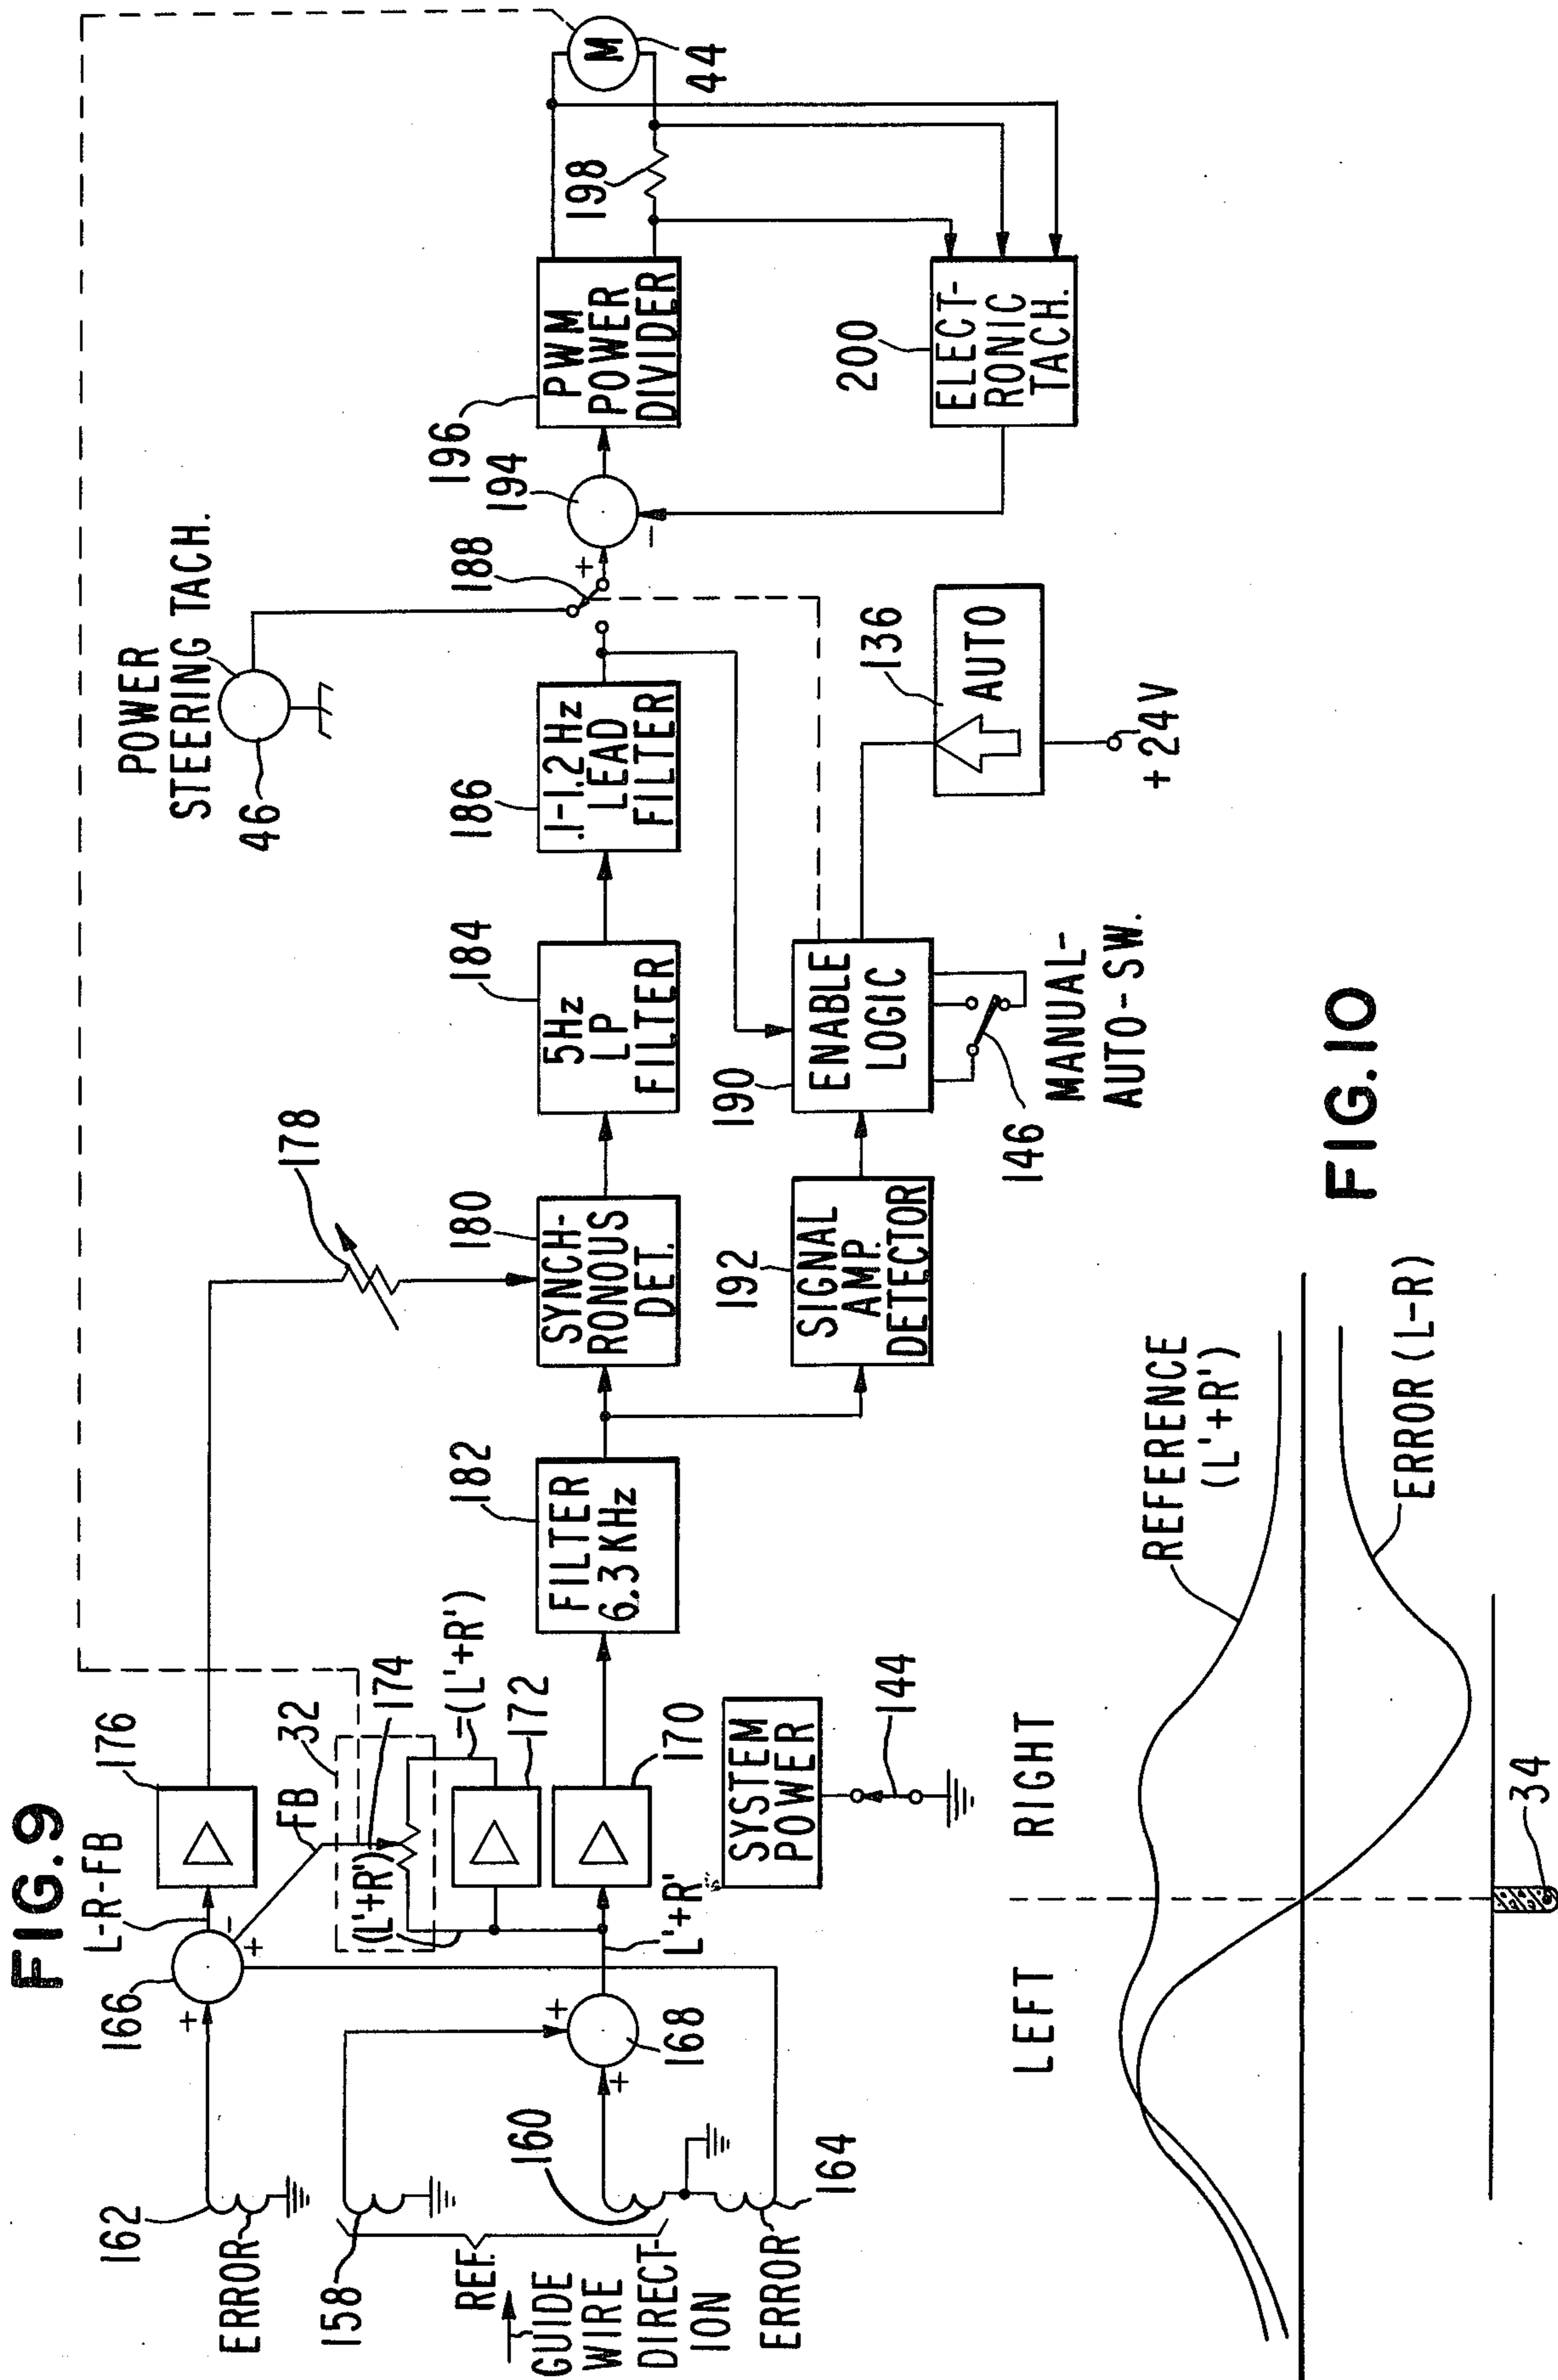 FIG.9
166
L-R-FB
176
162
ERROR
FB
32
174
178
(L'+R')
=(L'+R')
172
158
REF.
GUIDE
WIRE
DIRECT-
ION
160
168
L'+R'
170
164
ERROR
182
FILTER
6.3 KHz
180
SYNCH-
RONOUS
DET.
184
5Hz
LP
FILTER
186
.1-1.2 Hz
LEAD
FILTER
POWER
STEERING TACH.
46
188
+
-
194
196
PWM
POWER
DIVIDER
198
M
44
200
ELECT-
RONIC
TACH.
SYSTEM
POWER
144
192
SIGNAL
AMP.
DETECTOR
190
ENABLE
LOGIC
146
MANUAL-
AUTO-SW.
136
AUTO
+24V
FIG.10
LEFT
RIGHT
REFERENCE
(L'+R')
ERROR (L-R)
34